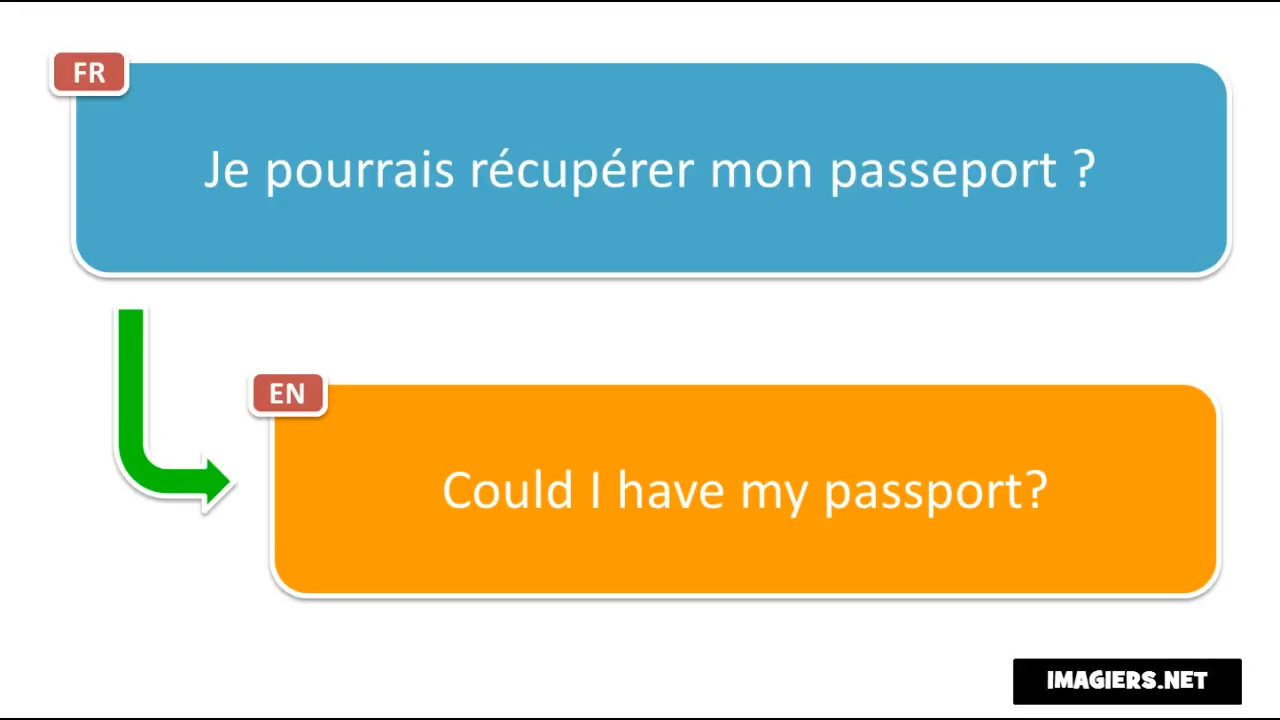 FR
Je pourrais récupérer mon passeport ?
EN
Could I have my passport?
IMAGIERS.NET